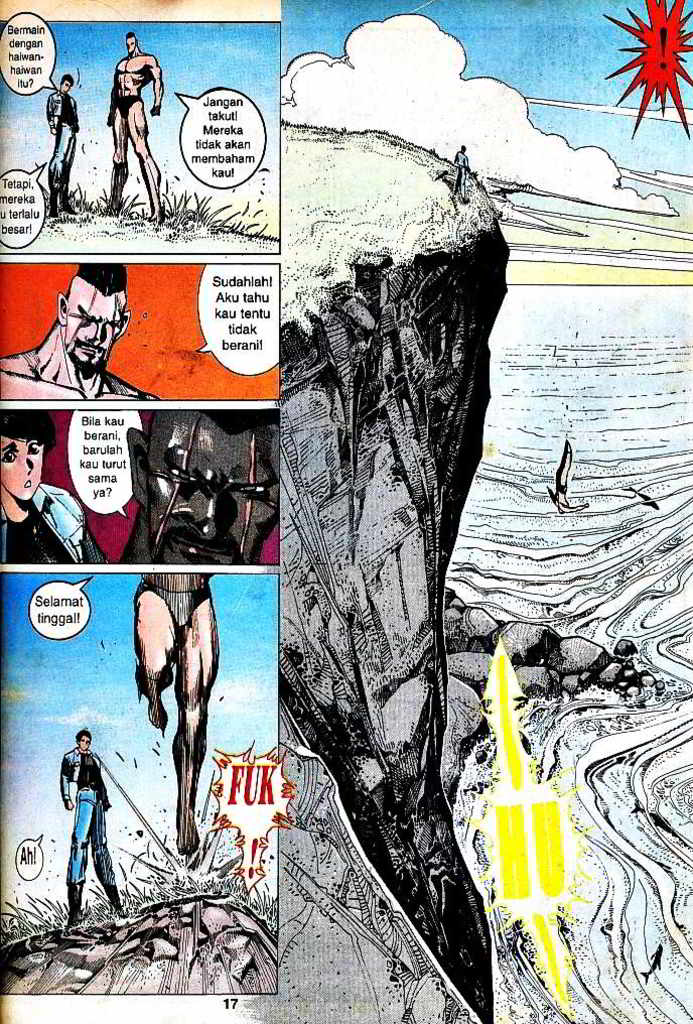 Bermain
dengan
haiwan-
haiwan
itu?
Jangan
takut!
Mereka
tidak akan
membaham
kau!
Tetapi,
mereka
u terlalu
besar!
Sudahlah!
Aku tahu
kau tentu
tidak
berani!
Bila kau
berani,
barulah
kau turut
sama
ya?
Selamat
tinggal!
FUK
!
Ah!
!
HU
17